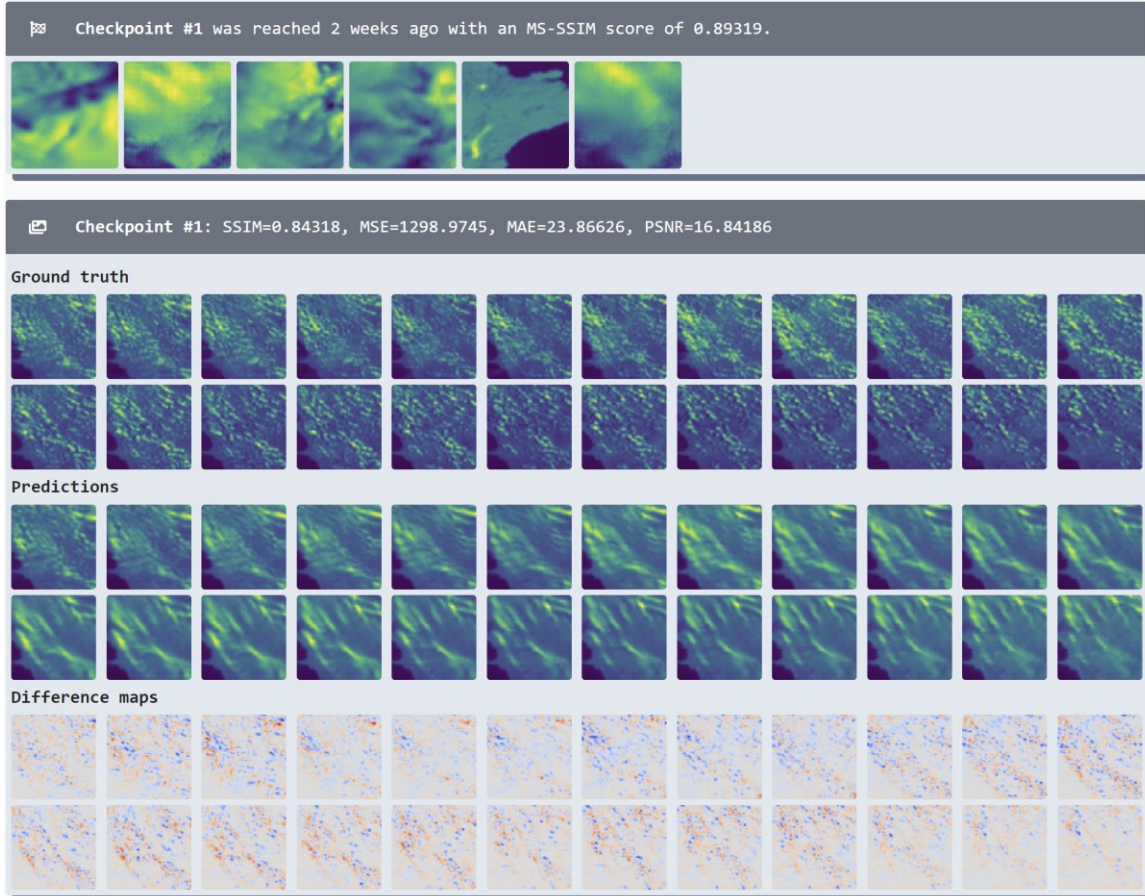 Checkpoint #1 was reached 2 weeks ago with an MS-SSIM score of 0.89319.
Checkpoint #1: SSIM=0.84318, MSE=1298.9745, MAE=23.86626, PSNR=16.84186
Ground truth
Predictions
Difference maps